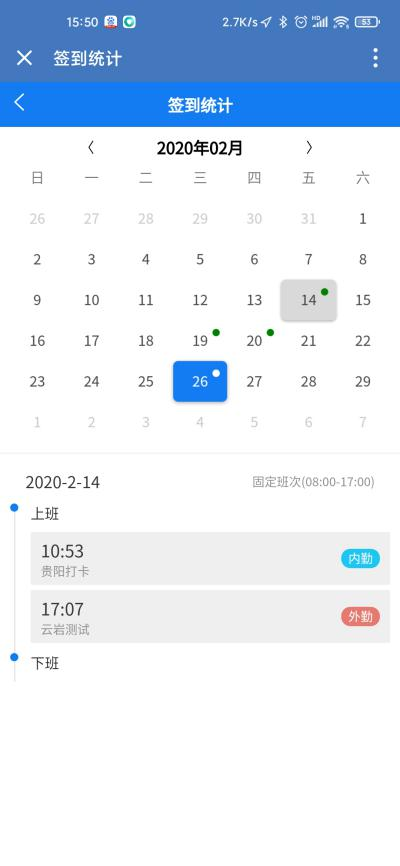 15:50 2.7K/s HD 53
签到统计
签到统计
2020年02月
日 一 二 三 四 五 六
26 27 28 29 30 31 1
2 3 4 5 6 7 8
9 10 11 12 13 14 15
16 17 18 19 20 21 22
23 24 25 26 27 28 29
1 2 3 4 5 6 7
2020-2-14 固定班次(08:00-17:00)
上班
10:53
贵阳打卡
内勤
17:07
云岩测试
外勤
下班